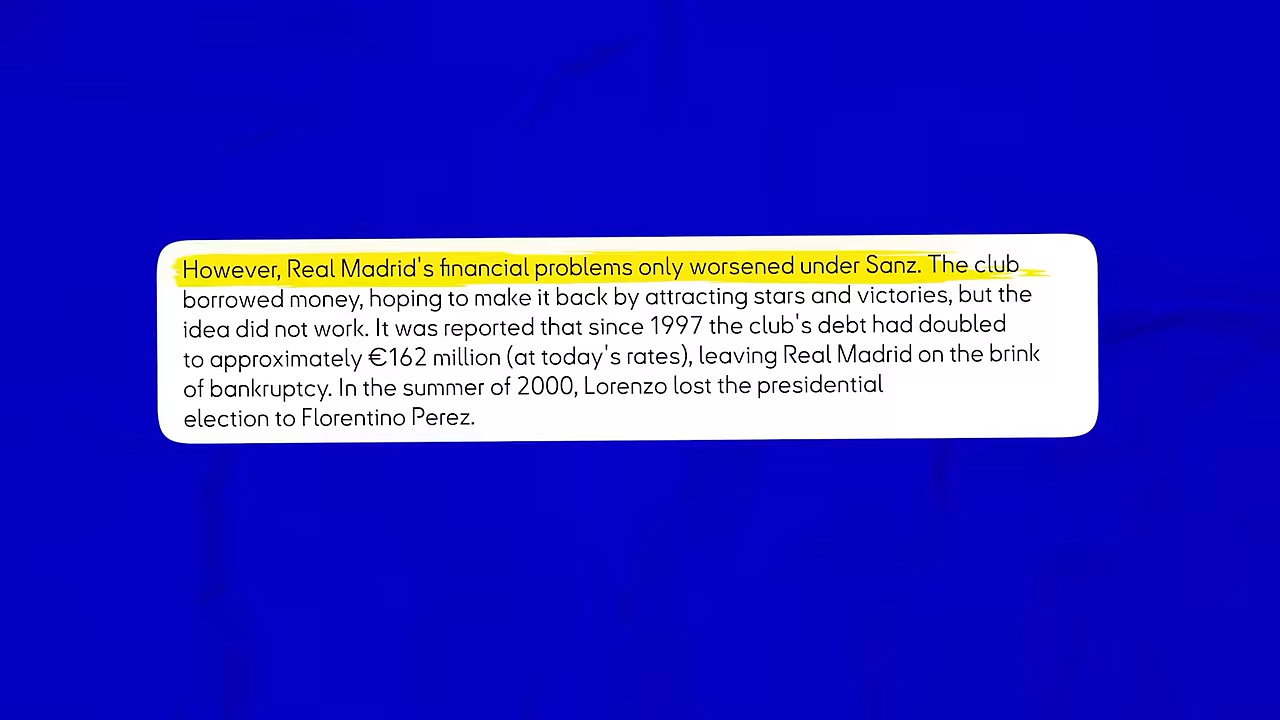 However, Real Madrid's financial problems only worsened under Sanz. The club
borrowed money, hoping to make it back by attracting stars and victories, but the
idea did not work. It was reported that since 1997 the club's debt had doubled
to approximately €162 million (at today's rates), leaving Real Madrid on the brink
of bankruptcy. In the summer of 2000, Lorenzo lost the presidential
election to Florentino Perez.